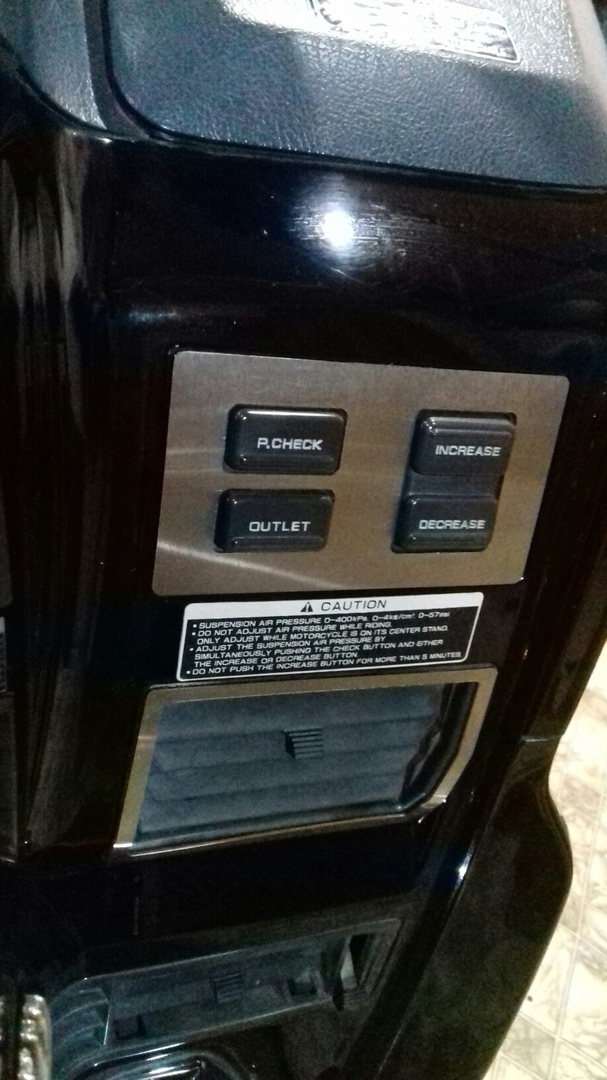 P.CHECK
INCREASE
OUTLET
DECREASE
⚠ CAUTION
• SUSPENSION AIR PRESSURE 0~400kPa, 0~4kg/cm², 0~57psi
• DO NOT ADJUST AIR PRESSURE WHILE RIDING.
ONLY ADJUST WHILE MOTORCYCLE IS ON ITS CENTER STAND.
• ADJUST THE SUSPENSION AIR PRESSURE BY
SIMULTANEOUSLY PUSHING THE CHECK BUTTON AND EITHER
THE INCREASE OR DECREASE BUTTON.
• DO NOT PUSH THE INCREASE BUTTON FOR MORE THAN 5 MINUTES.